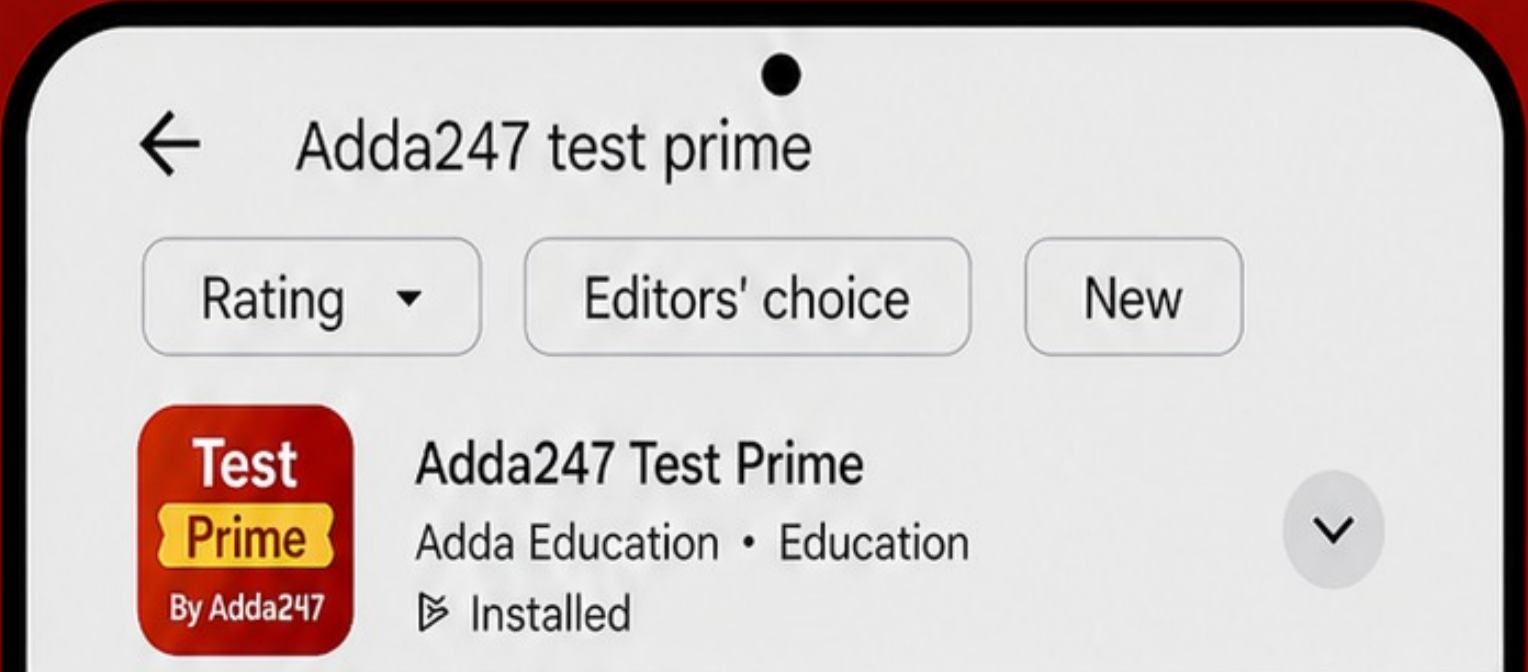 Adda247 test prime
Rating
Editors' choice
New
Test
Prime
By Adda247
Adda247 Test Prime
Adda Education • Education
Installed